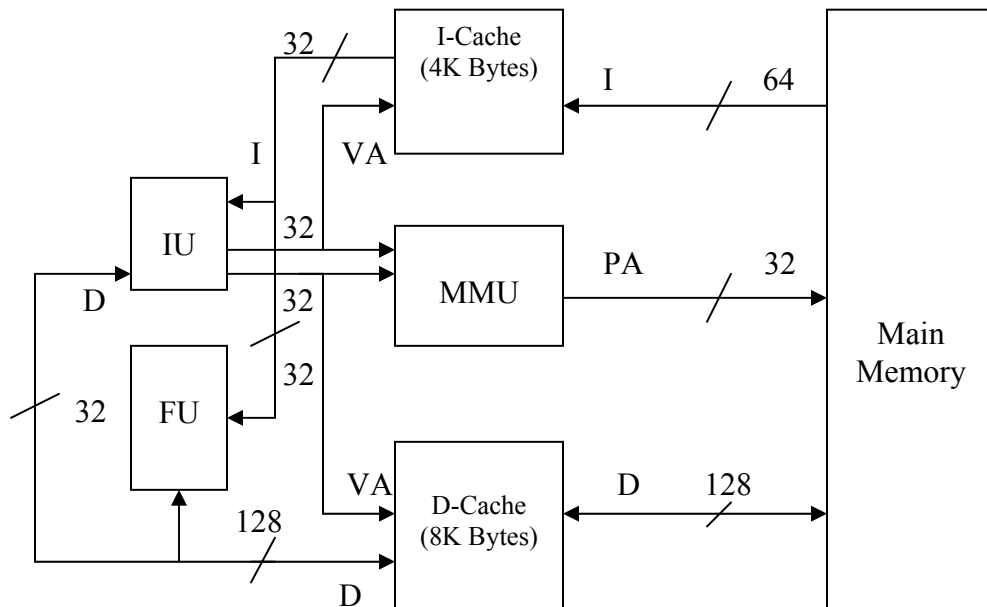 32
I-Cache
(4K Bytes)
I
64
I
VA
IU
32
MMU
PA
32
D
32
Main
Memory
32
FU
32
VA
D-Cache
(8K Bytes)
D
128
128
D